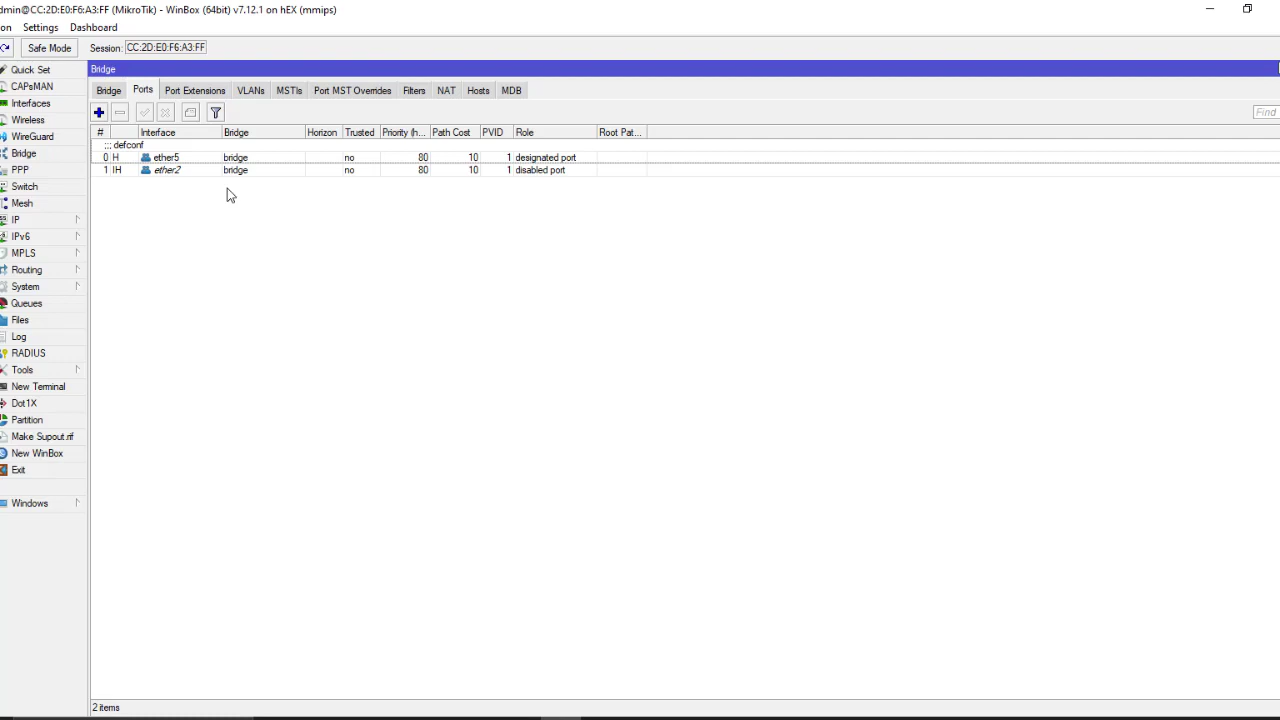 dmin@CC:2D:E0:F6:A3:FF (MikroTik) - WinBox (64bit) v7.12.1 on hEX (mmips)
on Settings Dashboard
Safe Mode Session: CC:2D:E0:F6:A3:FF
Quick Set
CAPsMAN
Interfaces
Wireless
WireGuard
Bridge
PPP
Switch
Mesh
IP
IPv6
MPLS
Routing
System
Queues
Files
Log
RADIUS
Tools
New Terminal
Dot1X
Partition
Make Supout.rif
New WinBox
Exit
Windows
Bridge
Bridge Ports Port Extensions VLANs MSTIs Port MST Overrides Filters NAT Hosts MDB
Find
# Interface Bridge Horizon Trusted Priority (h... Path Cost PVID Role Root Pat...
;;; defconf
0 H ether5 bridge no 80 10 1 designated port
1 IH ether2 bridge no 80 10 1 disabled port
2 items